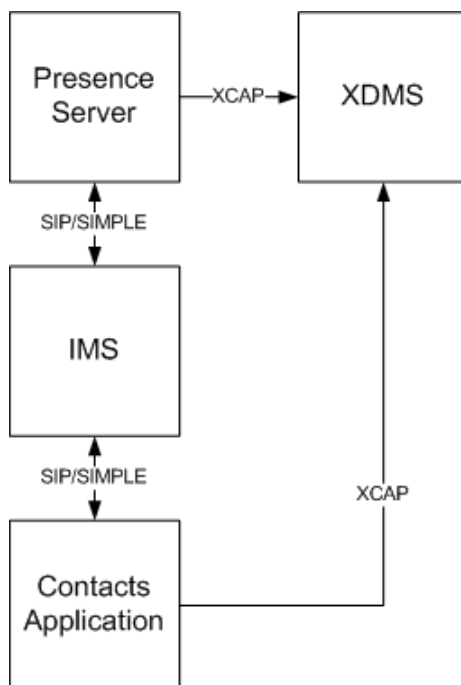 Presence
Server
XCAP
XDMS
SIP/SIMPLE
IMS
SIP/SIMPLE
XCAP
Contacts
Application